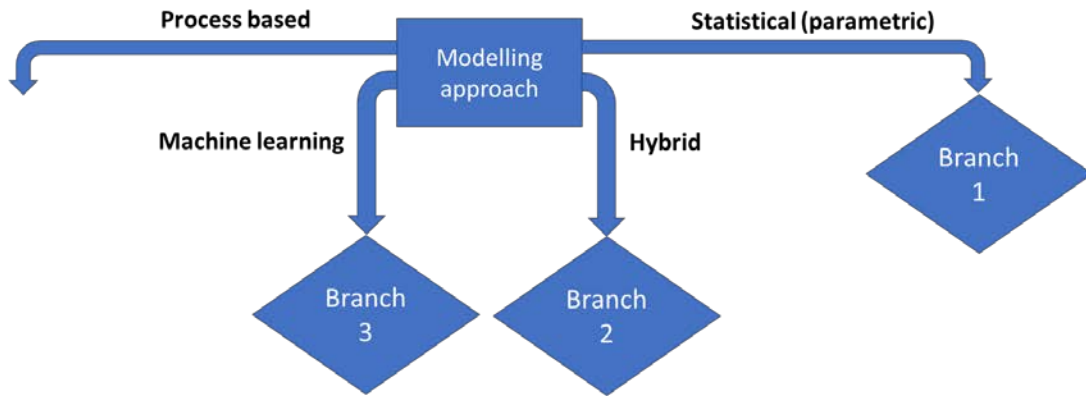 Process based
Statistical (parametric)
Modelling
approach
Machine learning
Hybrid
Branch
1
Branch
3
Branch
2